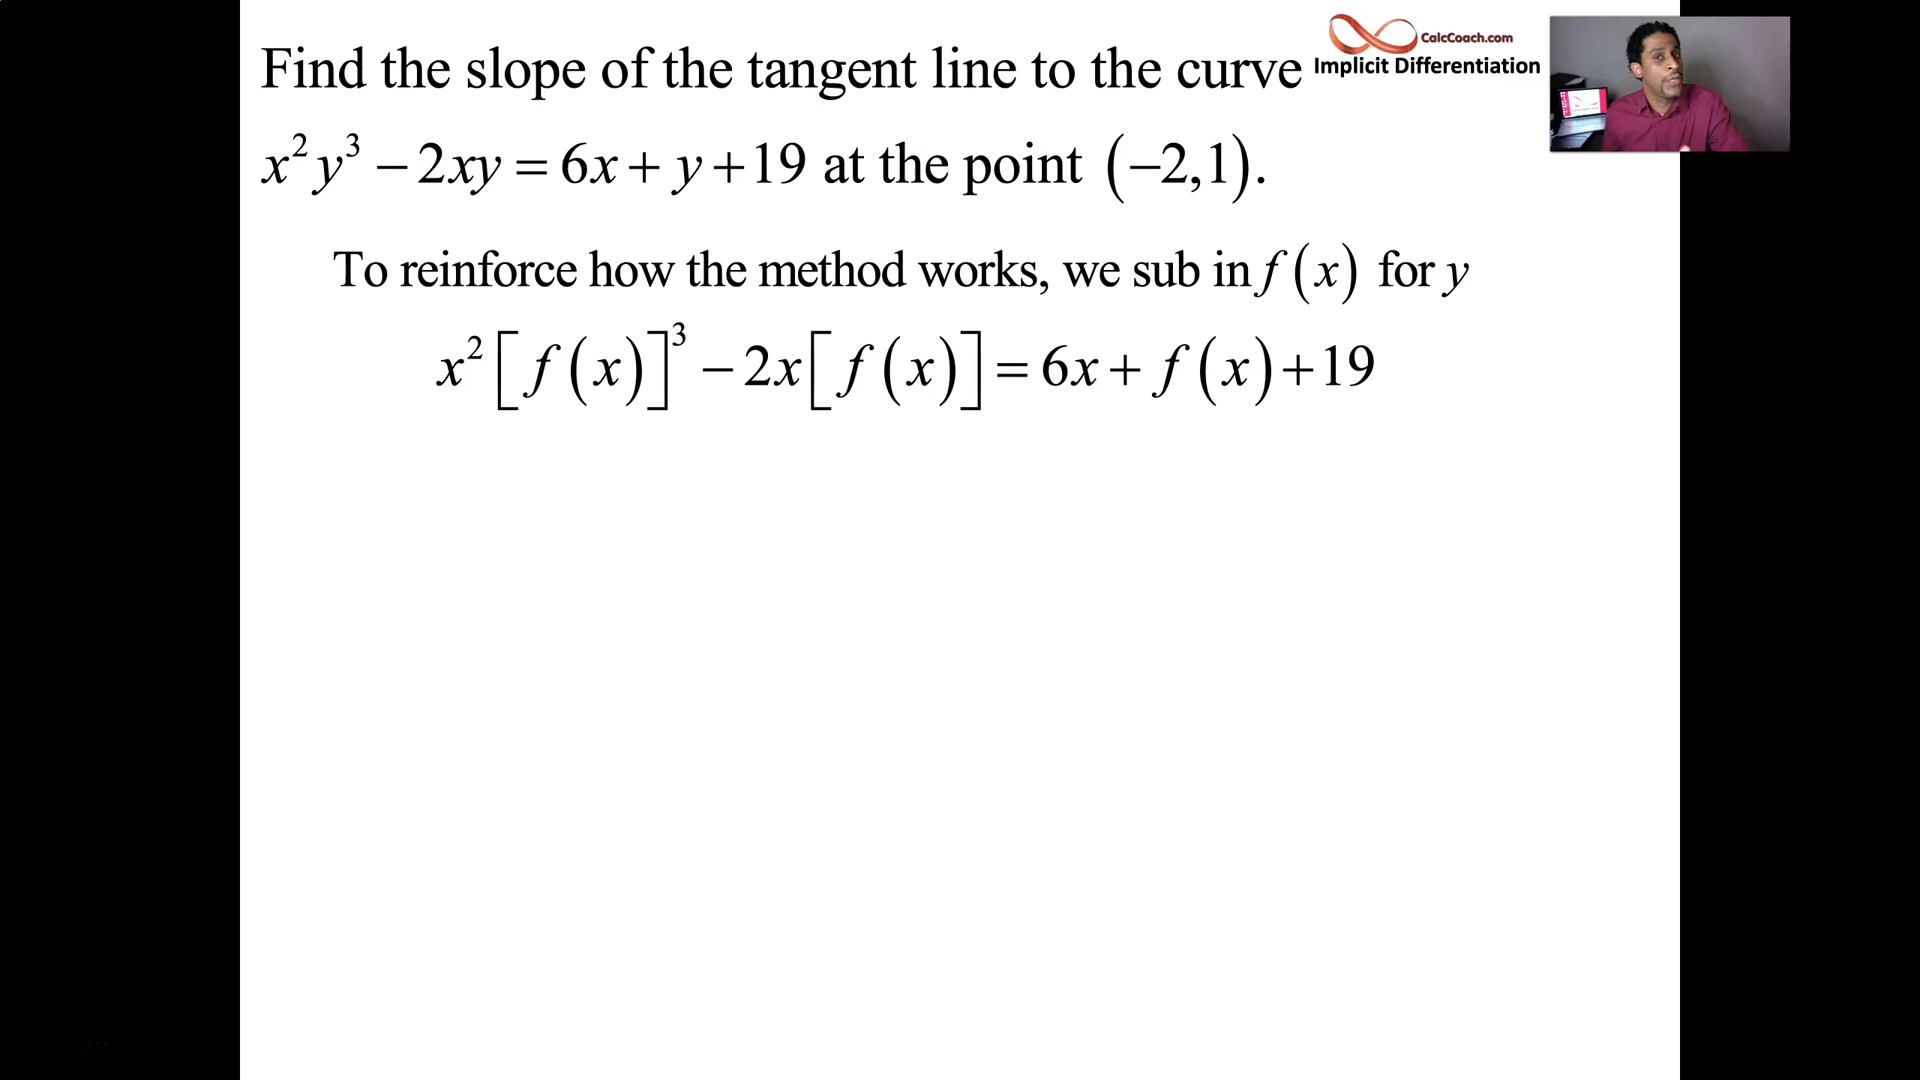 Find the slope of the tangent line to the curve
CalcCoach.com
Implicit Differentiation
x²y³ − 2xy = 6x + y + 19 at the point (−2,1).
To reinforce how the method works, we sub in f(x) for y
x²[f(x)]³ − 2x[f(x)] = 6x + f(x) + 19